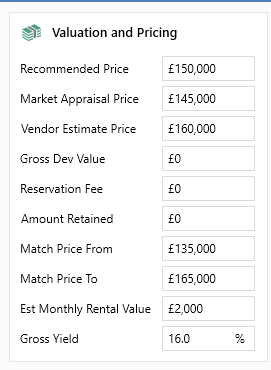 Valuation and Pricing
Recommended Price £150,000
Market Appraisal Price £145,000
Vendor Estimate Price £160,000
Gross Dev Value £0
Reservation Fee £0
Amount Retained £0
Match Price From £135,000
Match Price To £165,000
Est Monthly Rental Value £2,000
Gross Yield 16.0 %